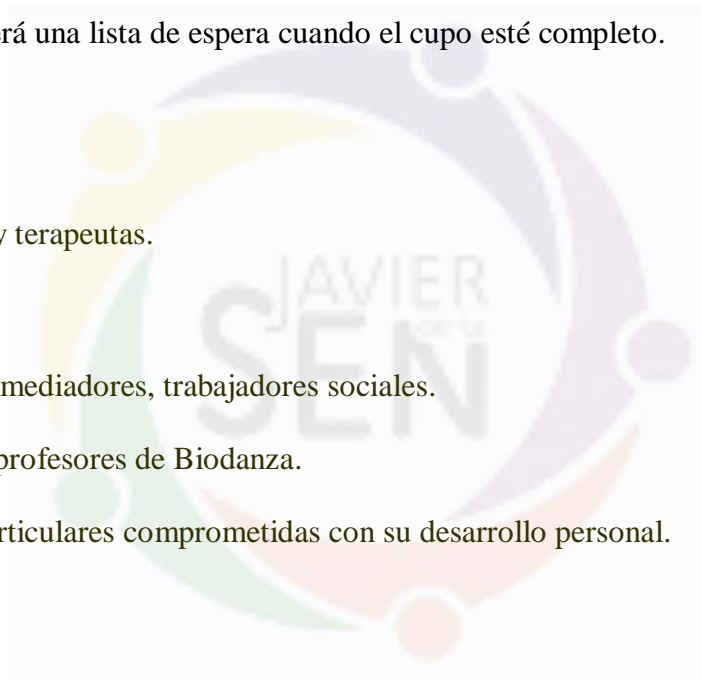 erá una lista de espera cuando el cupo esté completo.
y terapeutas.
JAVIER
SEN
mediadores, trabajadores sociales.
profesores de Biodanza.
rticulares comprometidas con su desarrollo personal.